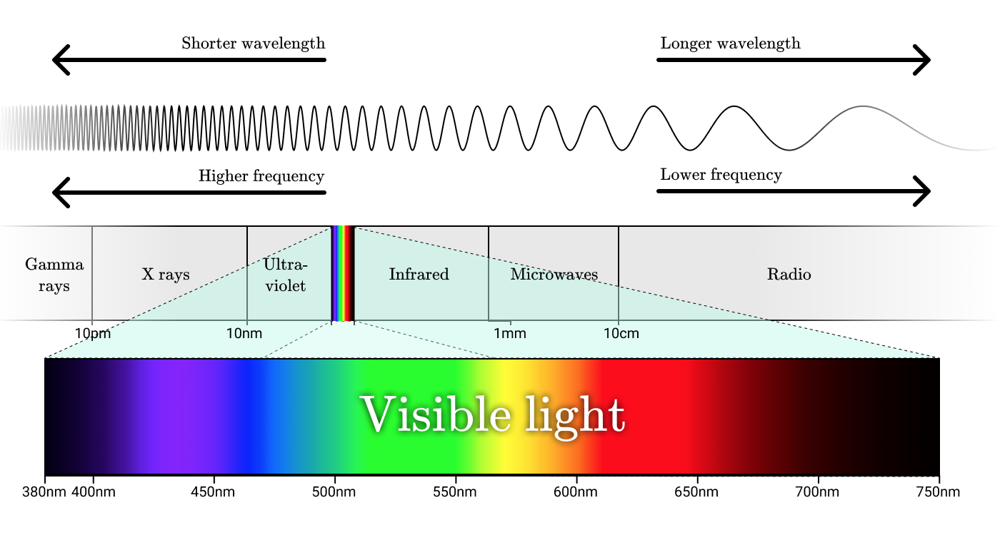 Shorter wavelength
Longer wavelength
Higher frequency
Lower frequency
Gamma
rays
X rays
Ultra-
violet
Infrared
Microwaves
Radio
10pm
10nm
1mm
10cm
Visible light
380nm
400nm
450nm
500nm
550nm
600nm
650nm
700nm
750nm